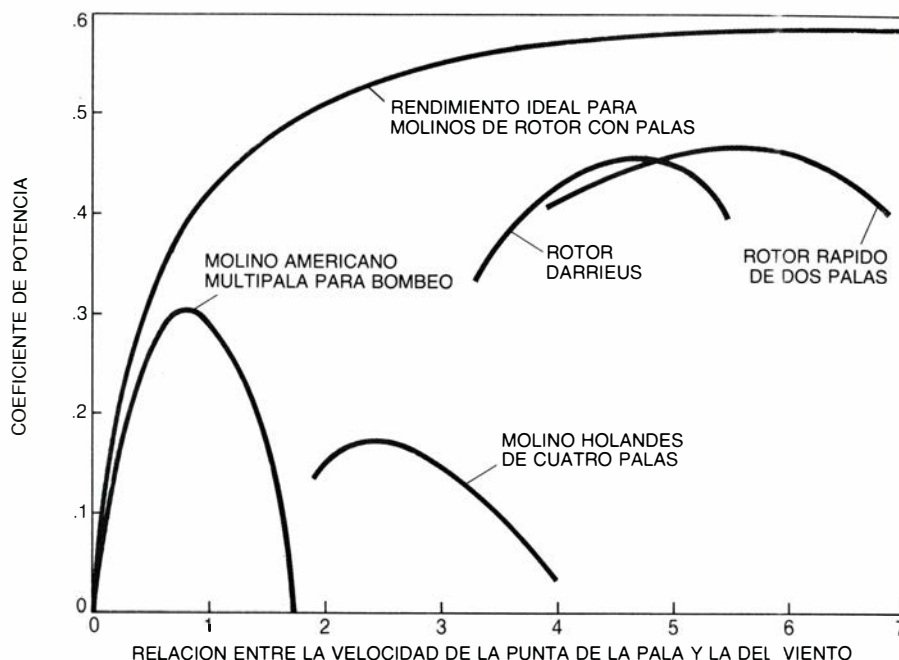 .6
.5
.4
.3
.2
.1
0
COEFICIENTE DE POTENCIA
RENDIMIENTO IDEAL PARA
MOLINOS DE ROTOR CON PALAS
MOLINO AMERICANO
MULTIPALA PARA BOMBEO
ROTOR
DARRIEUS
ROTOR RAPIDO
DE DOS PALAS
MOLINO HOLANDES
DE CUATRO PALAS
0 1 2 3 4 5 6 7
RELACION ENTRE LA VELOCIDAD DE LA PUNTA DE LA PALA Y LA DEL VIENTO